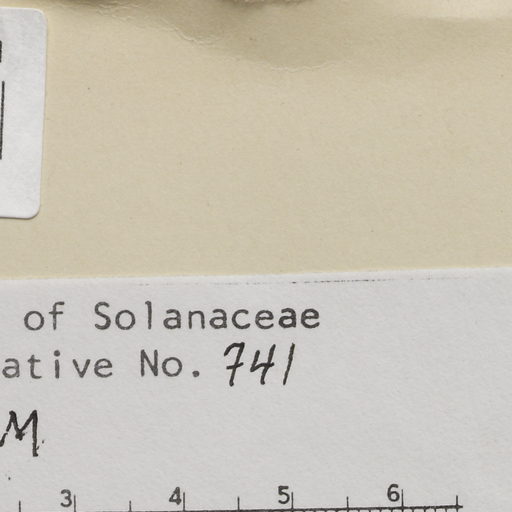 of Solanaceae
ative No. 741
M
3 4 5 6